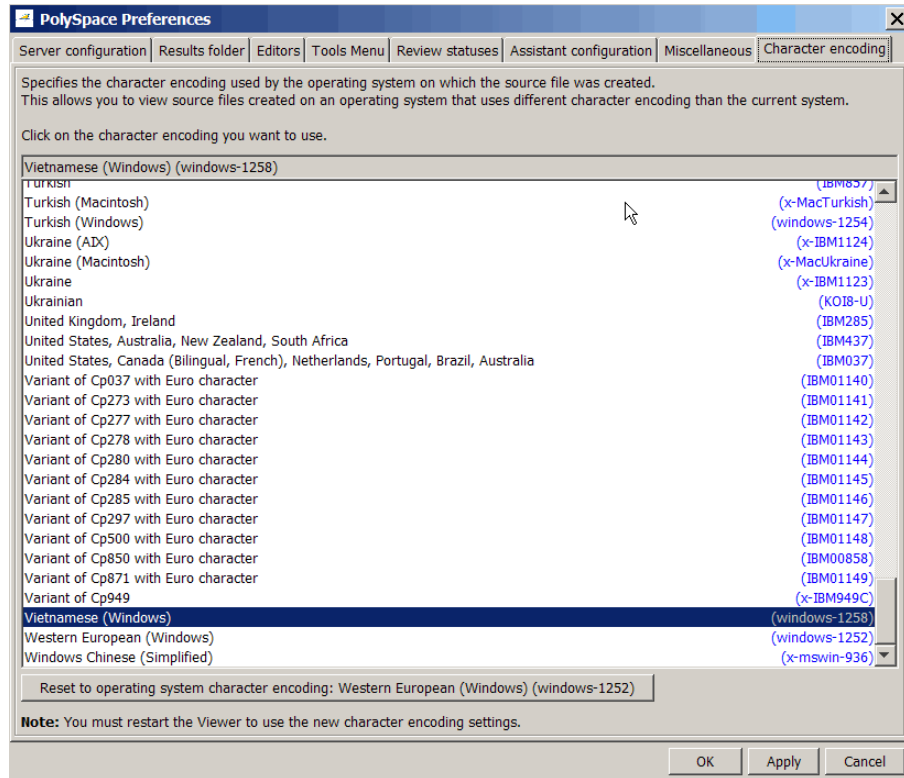 PolySpace Preferences
Server configuration Results folder Editors Tools Menu Review statuses Assistant configuration Miscellaneous Character encoding
Specifies the character encoding used by the operating system on which the source file was created.
This allows you to view source files created on an operating system that uses different character encoding than the current system.
Click on the character encoding you want to use.
Vietnamese (Windows) (windows-1258)
Turkish (IBM857)
Turkish (Macintosh) (x-MacTurkish)
Turkish (Windows) (windows-1254)
Ukraine (AIX) (x-IBM1124)
Ukraine (Macintosh) (x-MacUkraine)
Ukraine (x-IBM1123)
Ukrainian (KOI8-U)
United Kingdom, Ireland (IBM285)
United States, Australia, New Zealand, South Africa (IBM437)
United States, Canada (Bilingual, French), Netherlands, Portugal, Brazil, Australia (IBM037)
Variant of Cp037 with Euro character (IBM01140)
Variant of Cp273 with Euro character (IBM01141)
Variant of Cp277 with Euro character (IBM01142)
Variant of Cp278 with Euro character (IBM01143)
Variant of Cp280 with Euro character (IBM01144)
Variant of Cp284 with Euro character (IBM01145)
Variant of Cp285 with Euro character (IBM01146)
Variant of Cp297 with Euro character (IBM01147)
Variant of Cp500 with Euro character (IBM01148)
Variant of Cp850 with Euro character (IBM00858)
Variant of Cp871 with Euro character (IBM01149)
Variant of Cp949 (x-IBM949C)
Vietnamese (Windows) (windows-1258)
Western European (Windows) (windows-1252)
Windows Chinese (Simplified) (x-mswin-936)
Reset to operating system character encoding: Western European (Windows) (windows-1252)
Note: You must restart the Viewer to use the new character encoding settings.
OK Apply Cancel